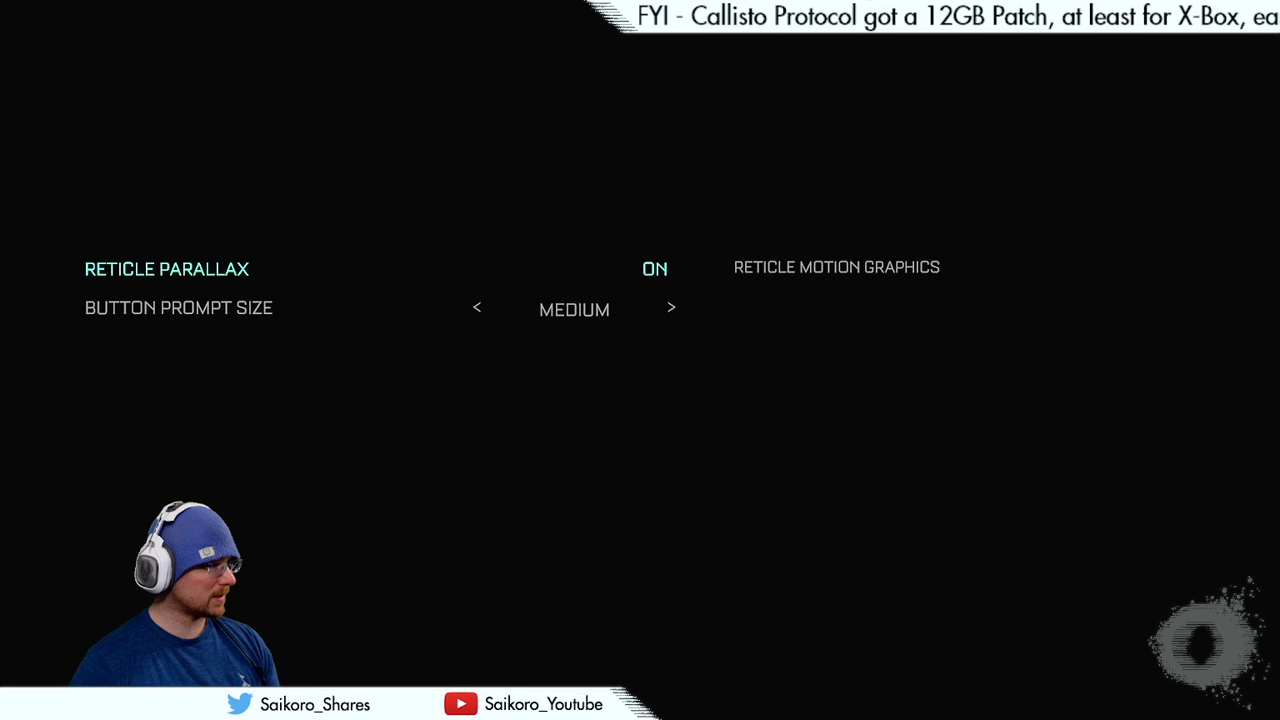 FYI - Callisto Protocol got a 12GB Patch, at least for X-Box, ea
RETICLE PARALLAX ON RETICLE MOTION GRAPHICS
BUTTON PROMPT SIZE < MEDIUM >
Saikoro_Shares Saikoro_Youtube